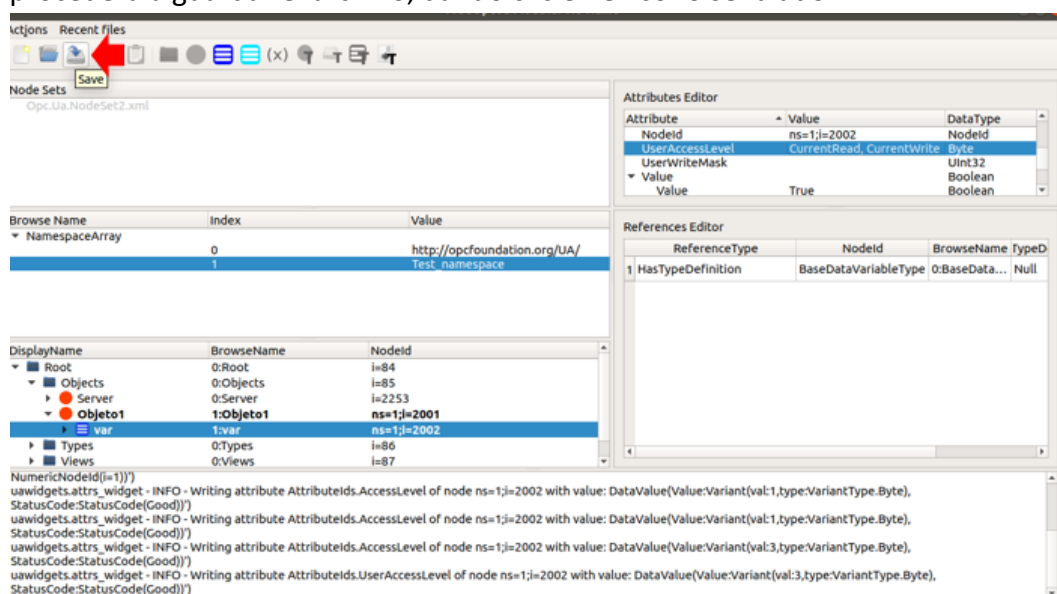 Actions Recent files
(x) T T T
Save
Node Sets
Opc.Ua.NodeSet2.xml
Attributes Editor
Attribute Value DataType
NodeId ns=1;i=2002 NodeId
UserAccessLevel CurrentRead, CurrentWrite Byte
UserWriteMask UInt32
Value Boolean
Value True Boolean
Browse Name Index Value
NamespaceArray
0 http://opcfoundation.org/UA/
1 Test_namespace
References Editor
ReferenceType NodeId BrowseName TypeD
1 HasTypeDefinition BaseDataVariableType 0:BaseData... Null
DisplayName BrowseName NodeId
Root 0:Root i=84
Objects 0:Objects i=85
Server 0:Server i=2253
Objeto1 1:Objeto1 ns=1;i=2001
var 1:var ns=1;i=2002
Types 0:Types i=86
Views 0:Views i=87
NumericNodeId(i=1))')
uawidgets.attrs_widget - INFO - Writing attribute AttributeIds.AccessLevel of node ns=1;i=2002 with value: DataValue(Value:Variant(val:1,type:VariantType.Byte),
StatusCode:StatusCode(Good))')
uawidgets.attrs_widget - INFO - Writing attribute AttributeIds.AccessLevel of node ns=1;i=2002 with value: DataValue(Value:Variant(val:1,type:VariantType.Byte),
StatusCode:StatusCode(Good))')
uawidgets.attrs_widget - INFO - Writing attribute AttributeIds.AccessLevel of node ns=1;i=2002 with value: DataValue(Value:Variant(val:3,type:VariantType.Byte),
StatusCode:StatusCode(Good))')
uawidgets.attrs_widget - INFO - Writing attribute AttributeIds.UserAccessLevel of node ns=1;i=2002 with value: DataValue(Value:Variant(val:3,type:VariantType.Byte),
StatusCode:StatusCode(Good))')